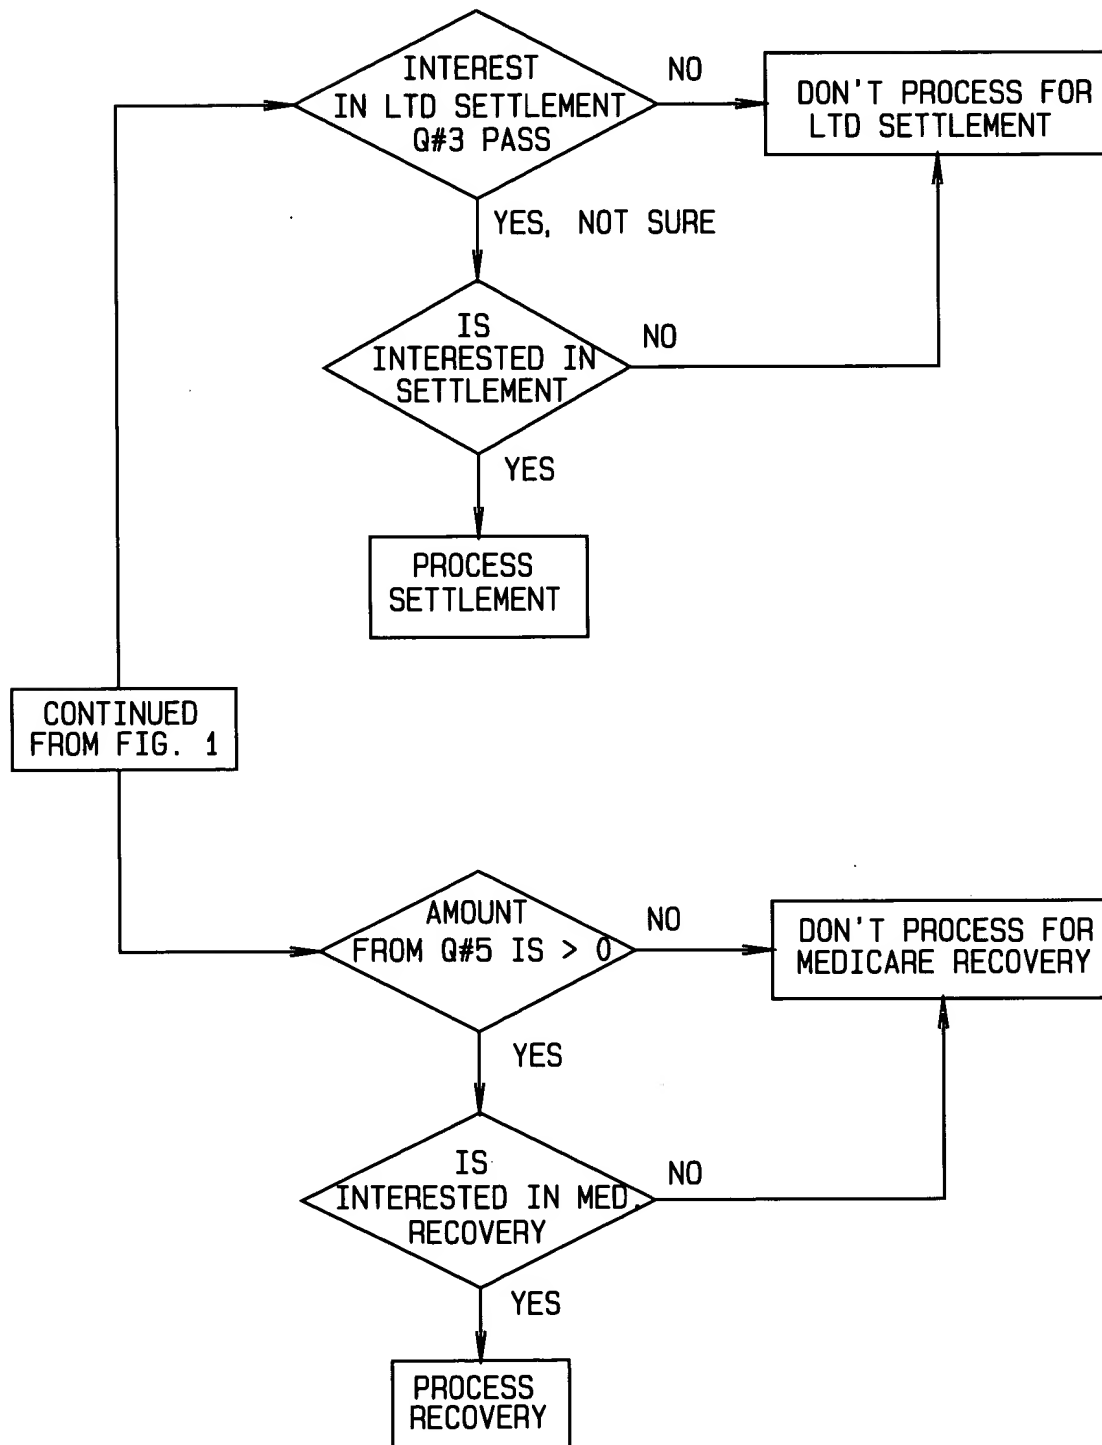 INTEREST
IN LTD SETTLEMENT
Q#3 PASS
NO
DON'T PROCESS FOR
LTD SETTLEMENT
YES, NOT SURE
IS
INTERESTED IN
SETTLEMENT
NO
YES
PROCESS
SETTLEMENT
CONTINUED
FROM FIG. 1
AMOUNT
FROM Q#5 IS > 0
NO
DON'T PROCESS FOR
MEDICARE RECOVERY
YES
IS
INTERESTED IN MED.
RECOVERY
NO
YES
PROCESS
RECOVERY